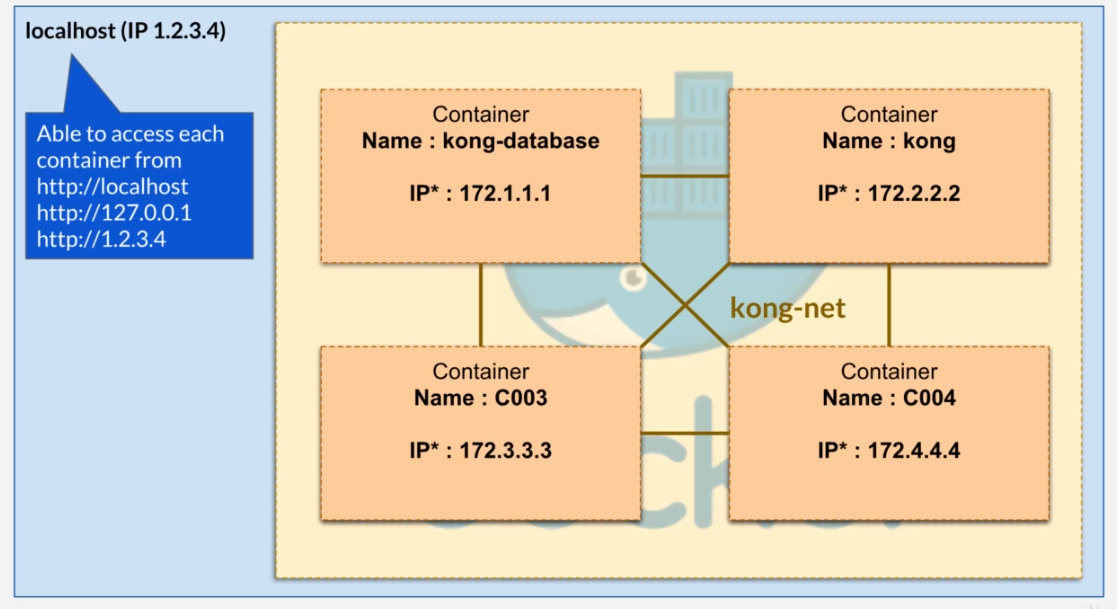 localhost (IP 1.2.3.4)
Able to access each
container from
http://localhost
http://127.0.0.1
http://1.2.3.4
Container
Name : kong-database
IP* : 172.1.1.1
Container
Name : kong
IP* : 172.2.2.2
kong-net
Container
Name : C003
IP* : 172.3.3.3
Container
Name : C004
IP* : 172.4.4.4